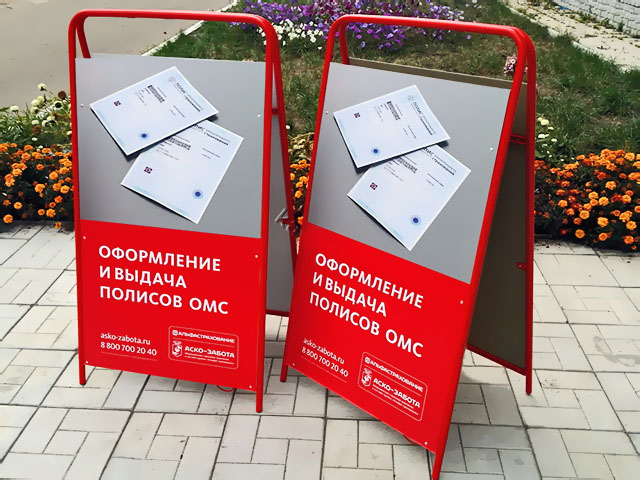 ОФОРМЛЕНИЕ
И ВЫДАЧА
ПОЛИСОВ ОМС
asko-zabota.ru
8 800 700 20 40
АЛЬФАСТРАХОВАНИЕ
АСКО-ЗАБОТА
ОФОРМЛЕНИЕ
И ВЫДАЧА
ПОЛИСОВ ОМС
asko-zabota.ru
8 800 700 20 40
АЛЬФАСТРАХОВАНИЕ
АСКО-ЗАБОТА